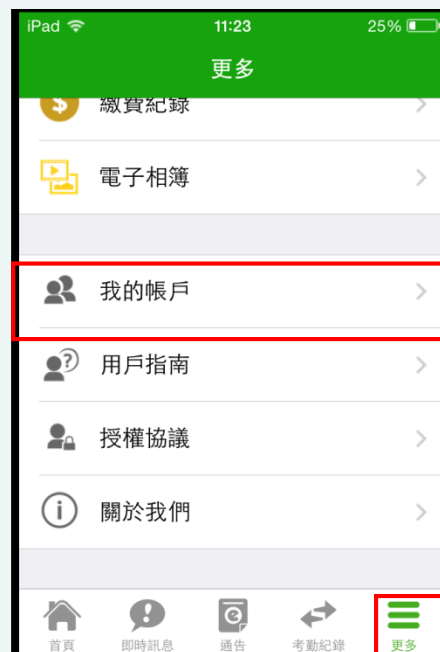 iPad 11:23 25%
更多
繳費紀錄
電子相簿
我的帳戶
用戶指南
授權協議
關於我們
首頁 即時訊息 通告 考勤紀錄 更多